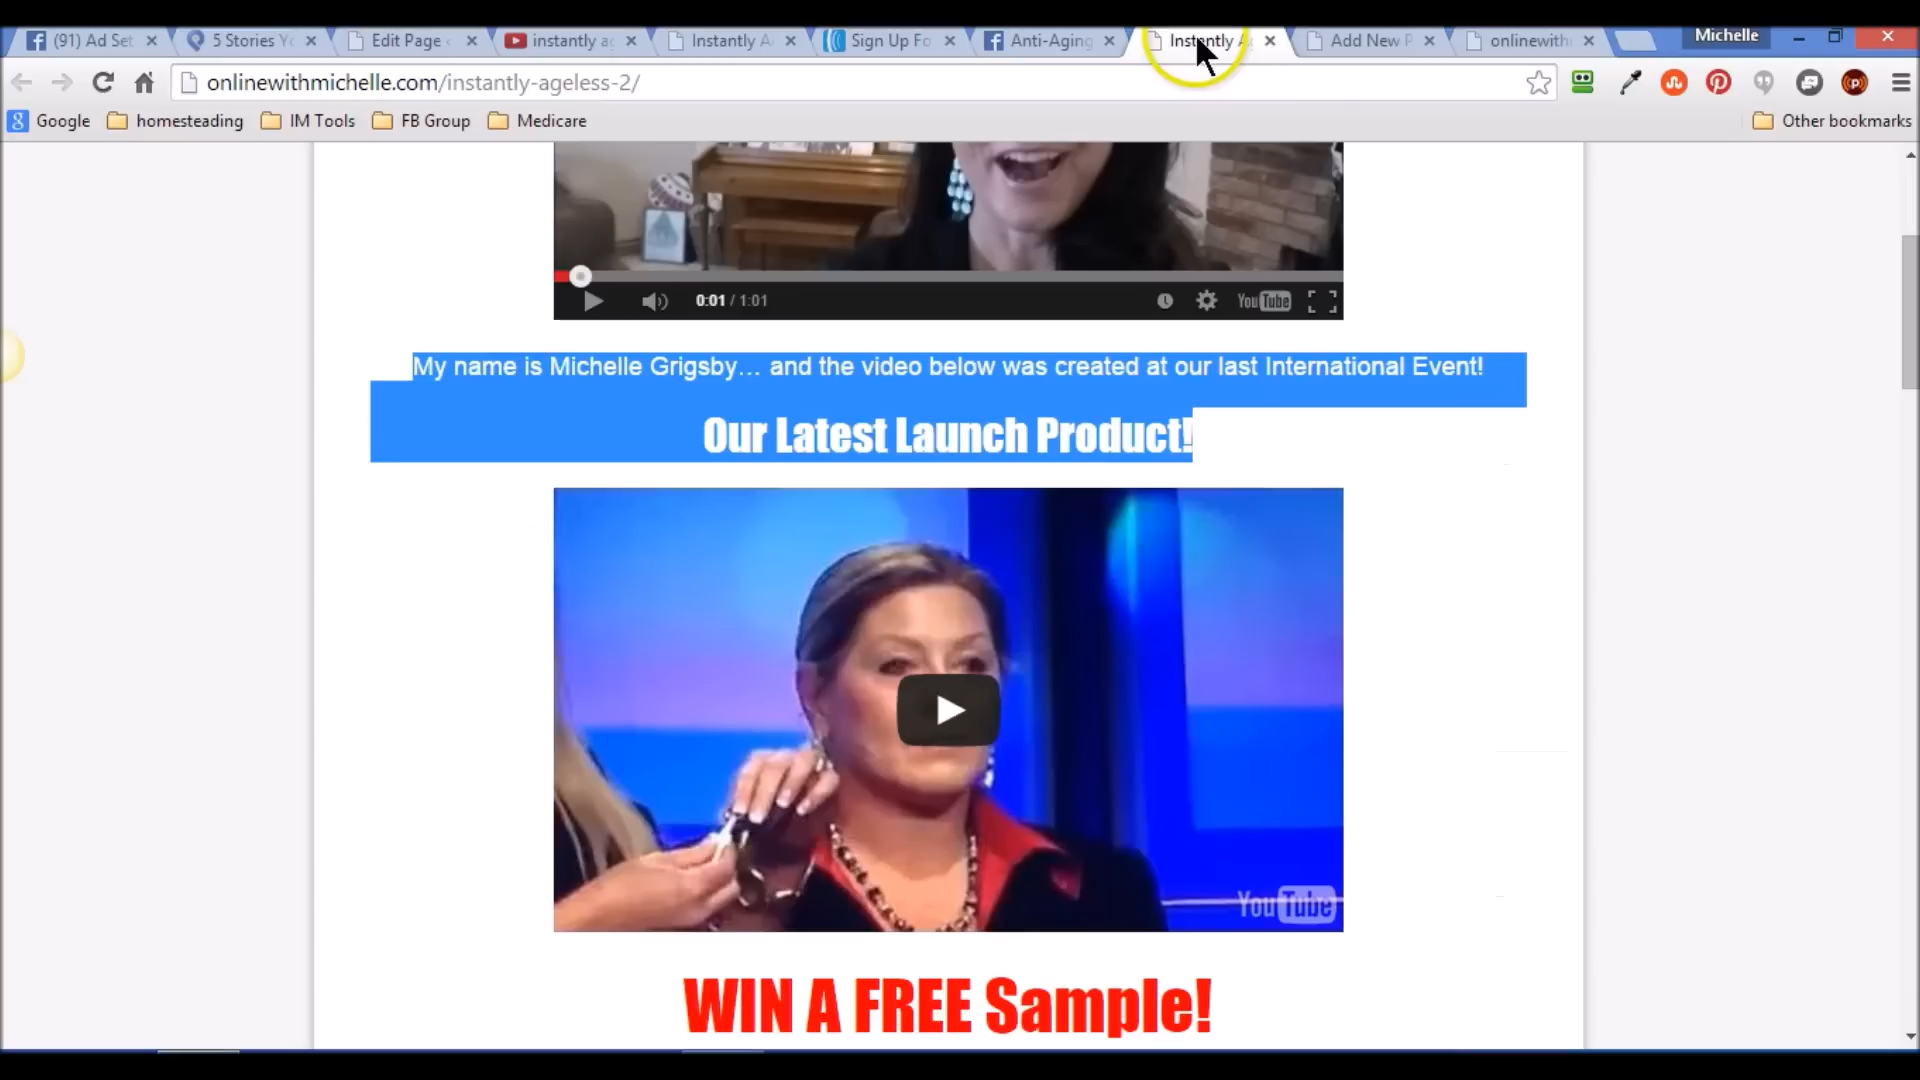 (91) Ad Set
5 Stories Yo
Edit Page
instantly ag
Instantly A
Sign Up Fo
Anti-Aging
Instantly A
Add New P
onlinewith
Michelle
onlinewithmichelle.com/instantly-ageless-2/
Google
homesteading
IM Tools
FB Group
Medicare
Other bookmarks
0:01 / 1:01
YouTube
My name is Michelle Grigsby... and the video below was created at our last International Event!
Our Latest Launch Product!
YouTube
WIN A FREE Sample!